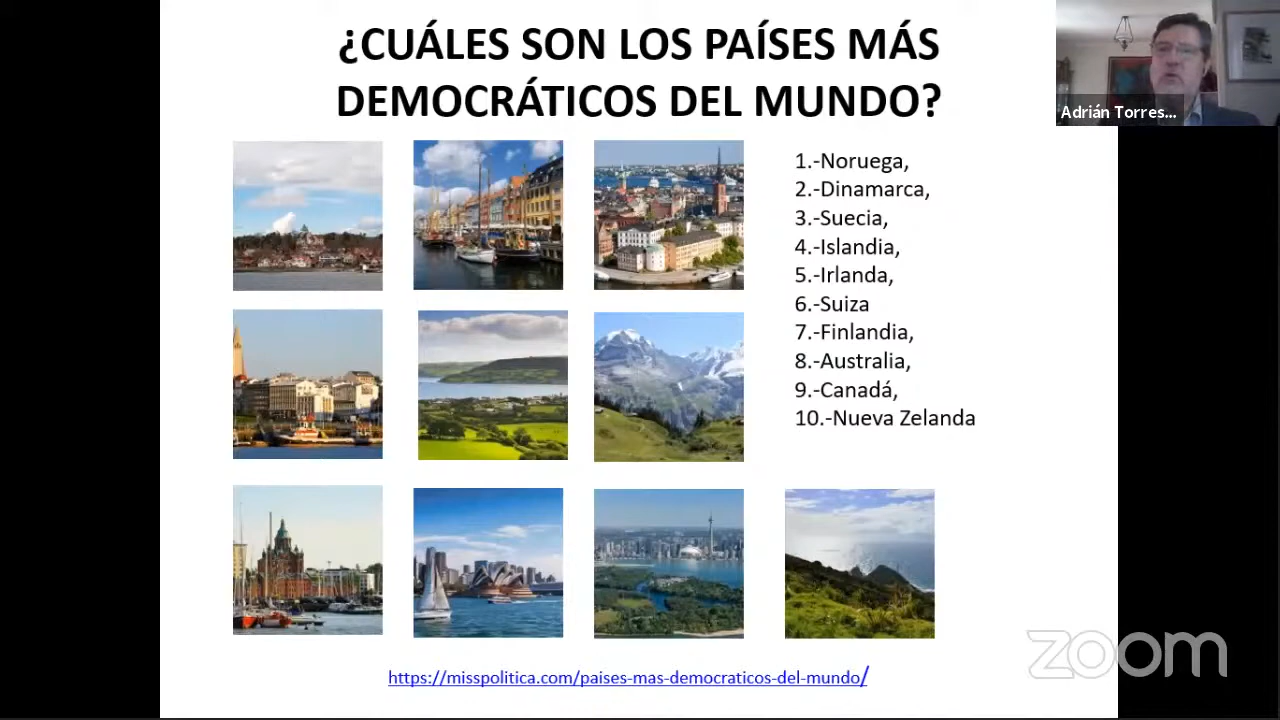 ¿CUÁLES SON LOS PAÍSES MÁS
DEMOCRÁTICOS DEL MUNDO?
Adrián Torres...
1.-Noruega,
2.-Dinamarca,
3.-Suecia,
4.-Islandia,
5.-Irlanda,
6.-Suiza
7.-Finlandia,
8.-Australia,
9.-Canadá,
10.-Nueva Zelanda
https://misspolitica.com/paises-mas-democraticos-del-mundo/
zoom